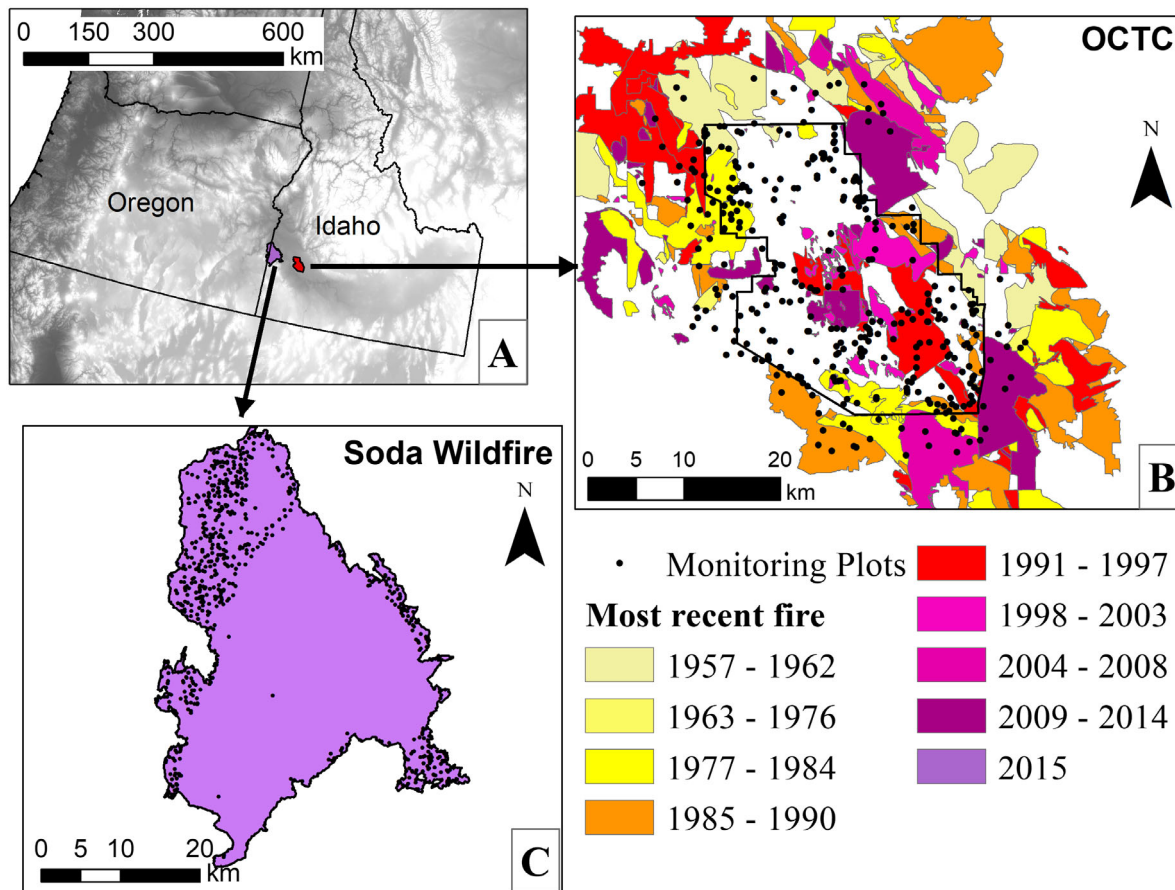 0 150 300 600
km
Oregon
Idaho
A
OCTC
N
0 5 10 20
km
B
Soda Wildfire
N
0 5 10 20
km
C
Monitoring Plots
Most recent fire
1957 - 1962
1963 - 1976
1977 - 1984
1985 - 1990
1991 - 1997
1998 - 2003
2004 - 2008
2009 - 2014
2015